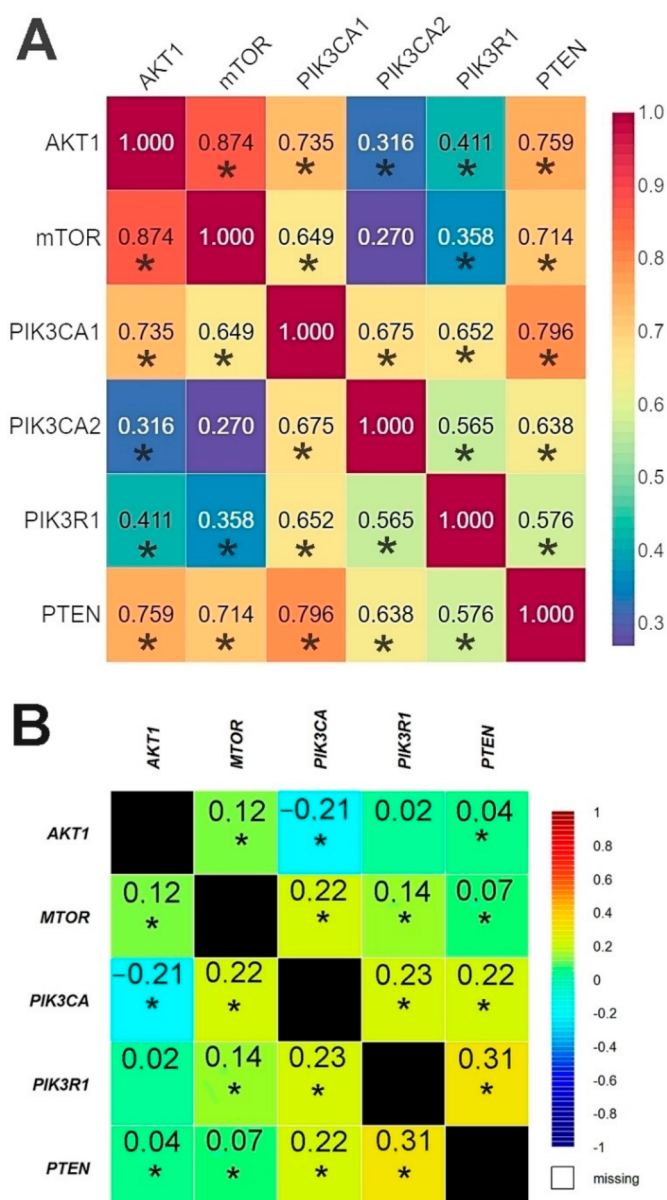 A
AKT1 mTOR PIK3CA1 PIK3CA2 PIK3R1 PTEN
AKT1 1.000 0.874 0.735 0.316 0.411 0.759
* * * * *
mTOR 0.874 1.000 0.649 0.270 0.358 0.714
* * * *
PIK3CA1 0.735 0.649 1.000 0.675 0.652 0.796
* * * * *
PIK3CA2 0.316 0.270 0.675 1.000 0.565 0.638
* * * *
PIK3R1 0.411 0.358 0.652 0.565 1.000 0.576
* * * * *
PTEN 0.759 0.714 0.796 0.638 0.576 1.000
* * * * *
1.0
0.9
0.8
0.7
0.6
0.5
0.4
0.3
B
AKT1 MTOR PIK3CA PIK3R1 PTEN
AKT1 0.12 −0.21 0.02 0.04
* * *
MTOR 0.12 0.22 0.14 0.07
* * * *
PIK3CA −0.21 0.22 0.23 0.22
* * * *
PIK3R1 0.02 0.14 0.23 0.31
* * *
PTEN 0.04 0.07 0.22 0.31
* * * *
1
0.8
0.6
0.4
0.2
0
-0.2
-0.4
-0.6
-0.8
-1
missing